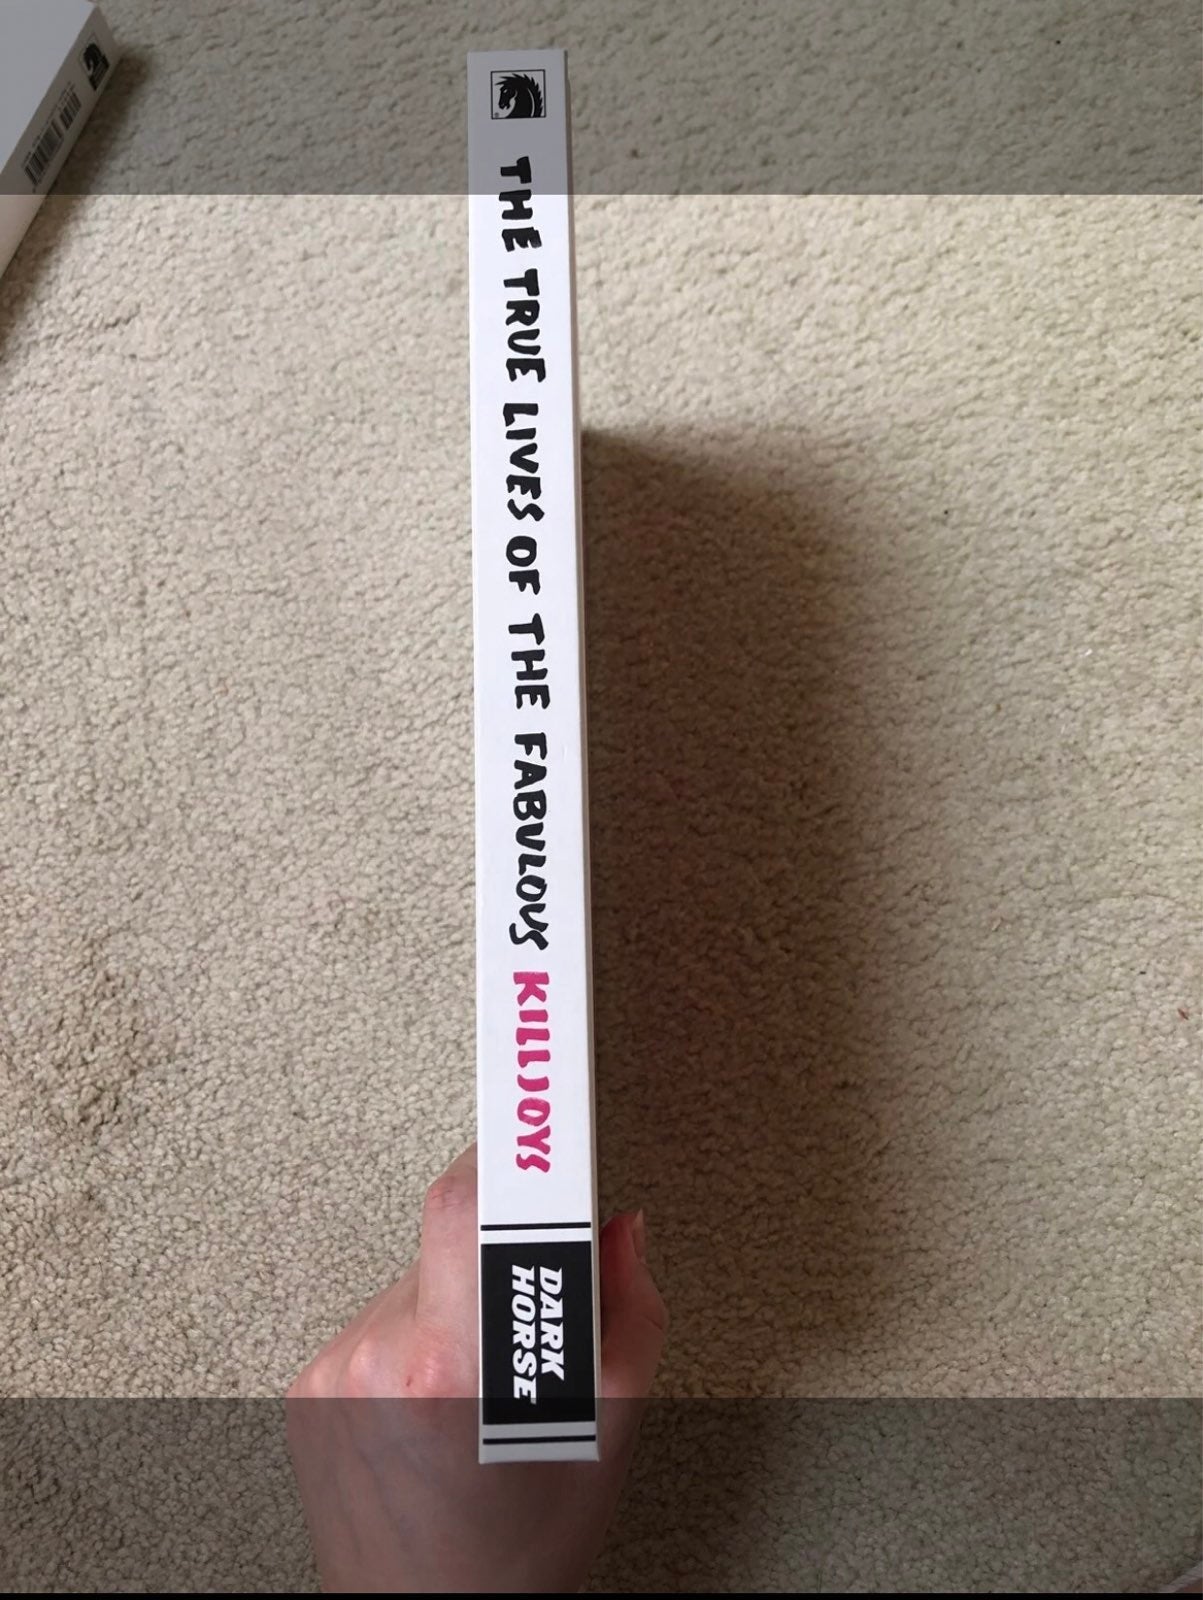 THE TRUE LIVES OF THE FABULOUS KILLJOYS
DARK
HORSE